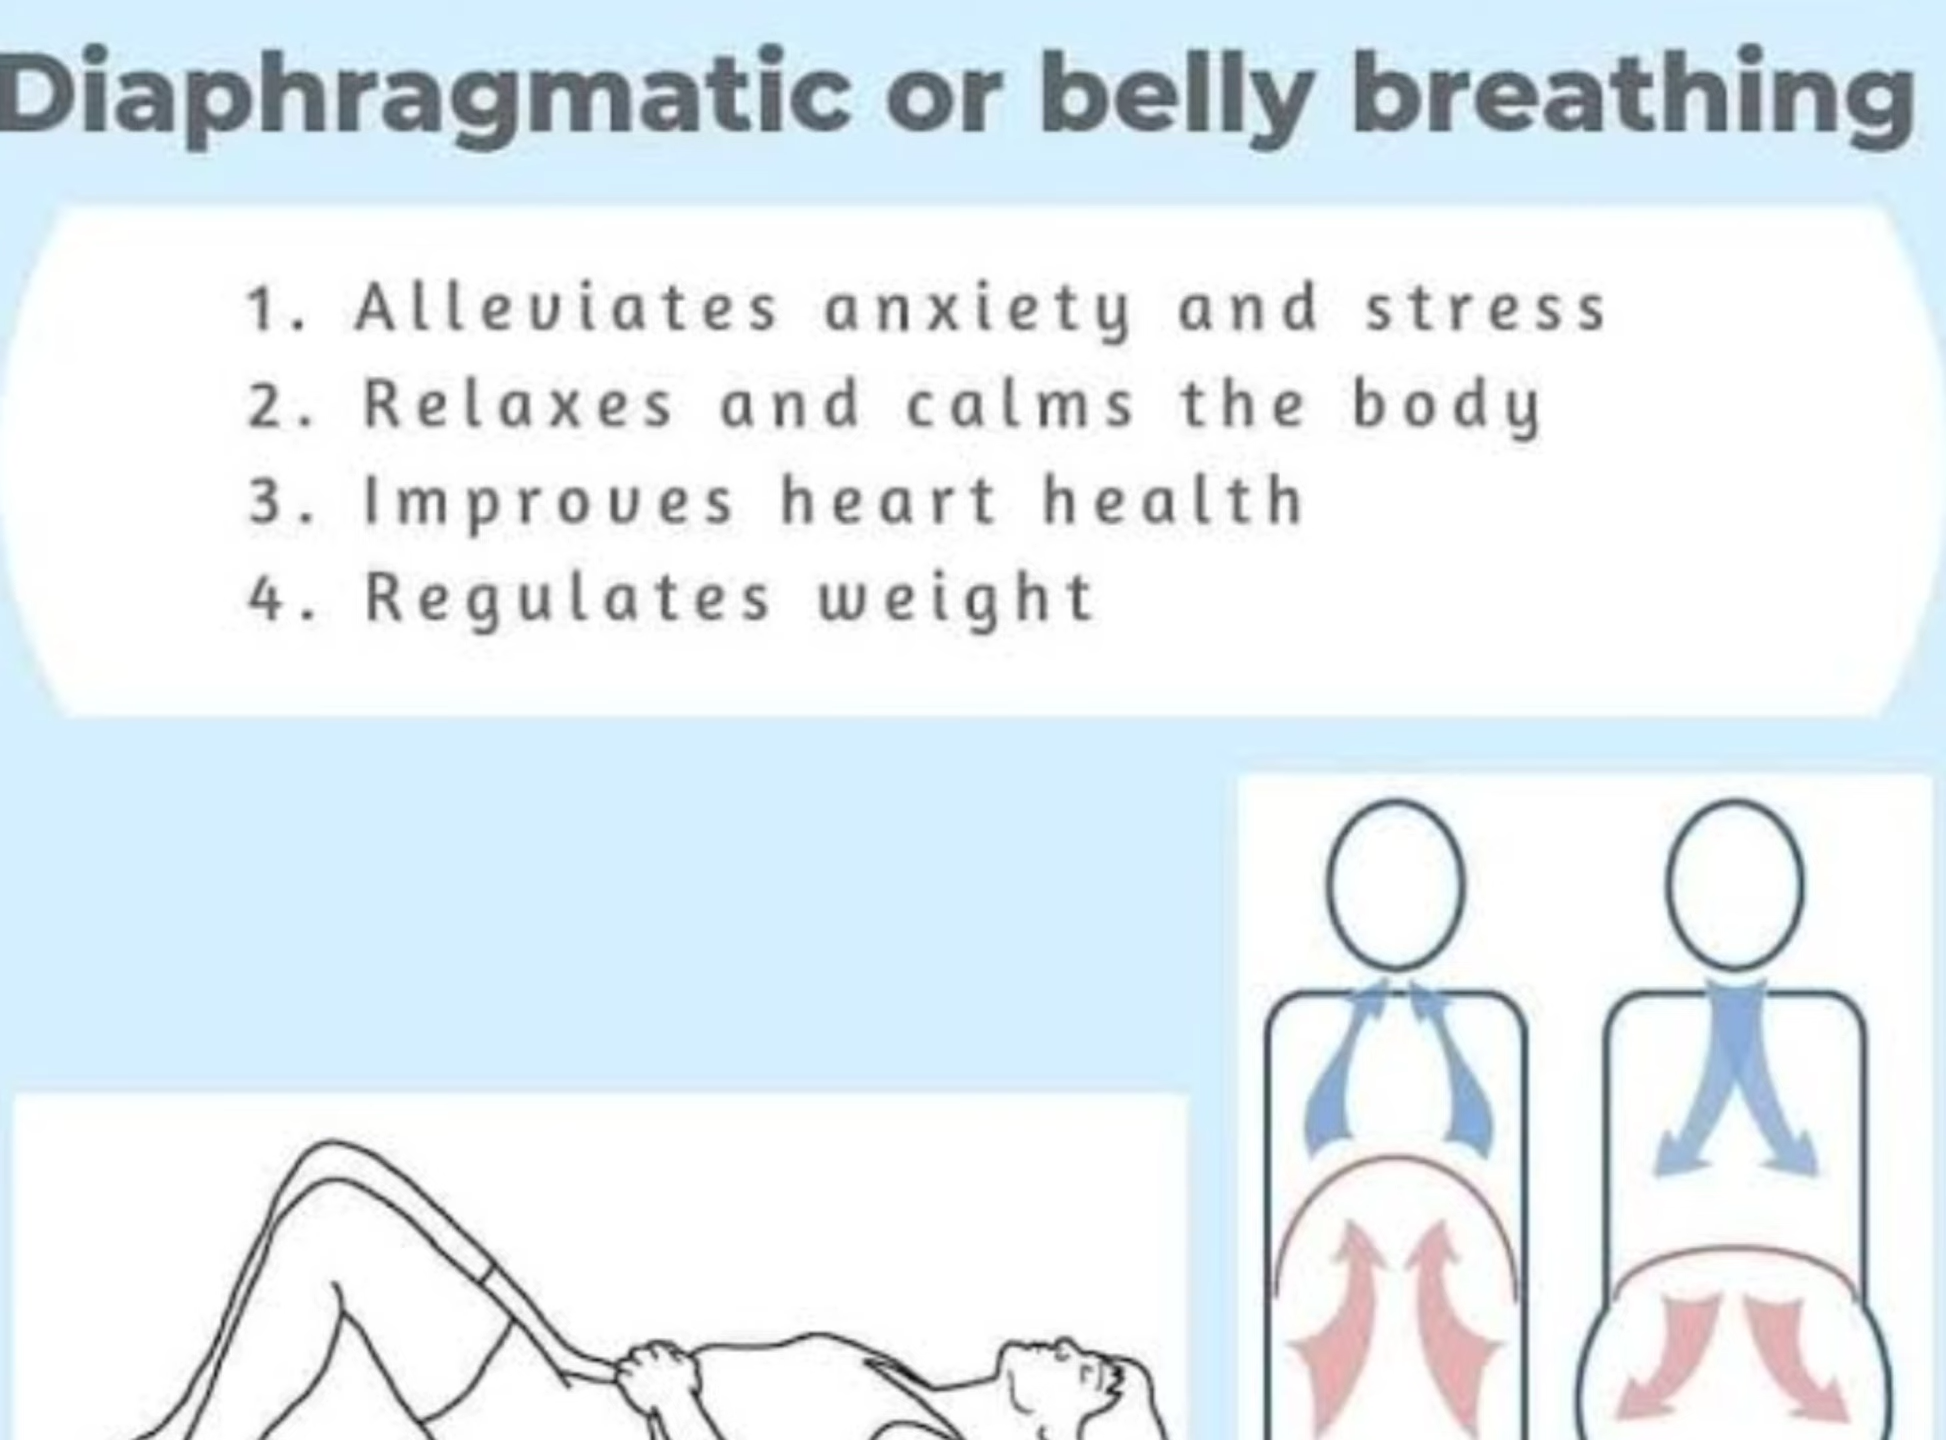 Diaphragmatic or belly breathing
1. Alleviates anxiety and stress
2. Relaxes and calms the body
3. Improves heart health
4. Regulates weight